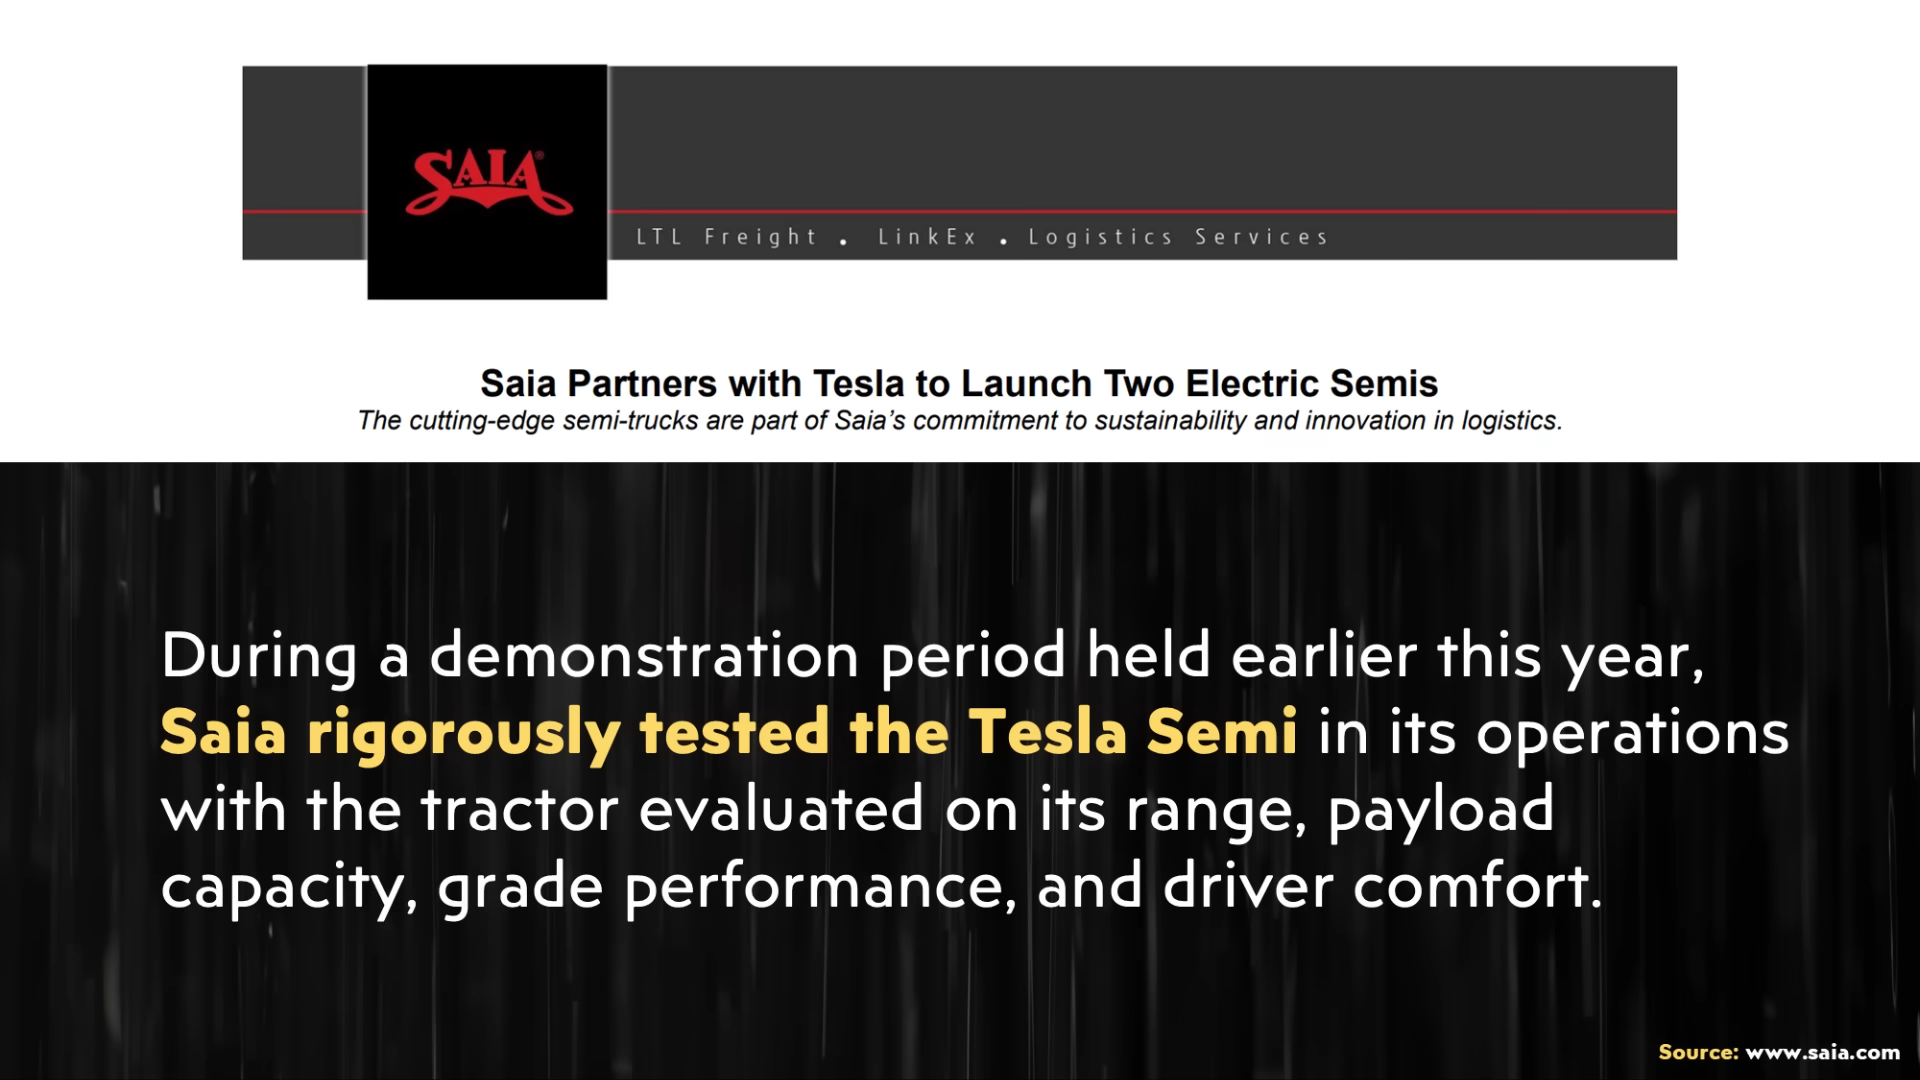 SAIA®
LTL Freight . LinkEx . Logistics Services
Saia Partners with Tesla to Launch Two Electric Semis
The cutting-edge semi-trucks are part of Saia’s commitment to sustainability and innovation in logistics.
During a demonstration period held earlier this year,
Saia rigorously tested the Tesla Semi in its operations
with the tractor evaluated on its range, payload
capacity, grade performance, and driver comfort.
Source: www.saia.com